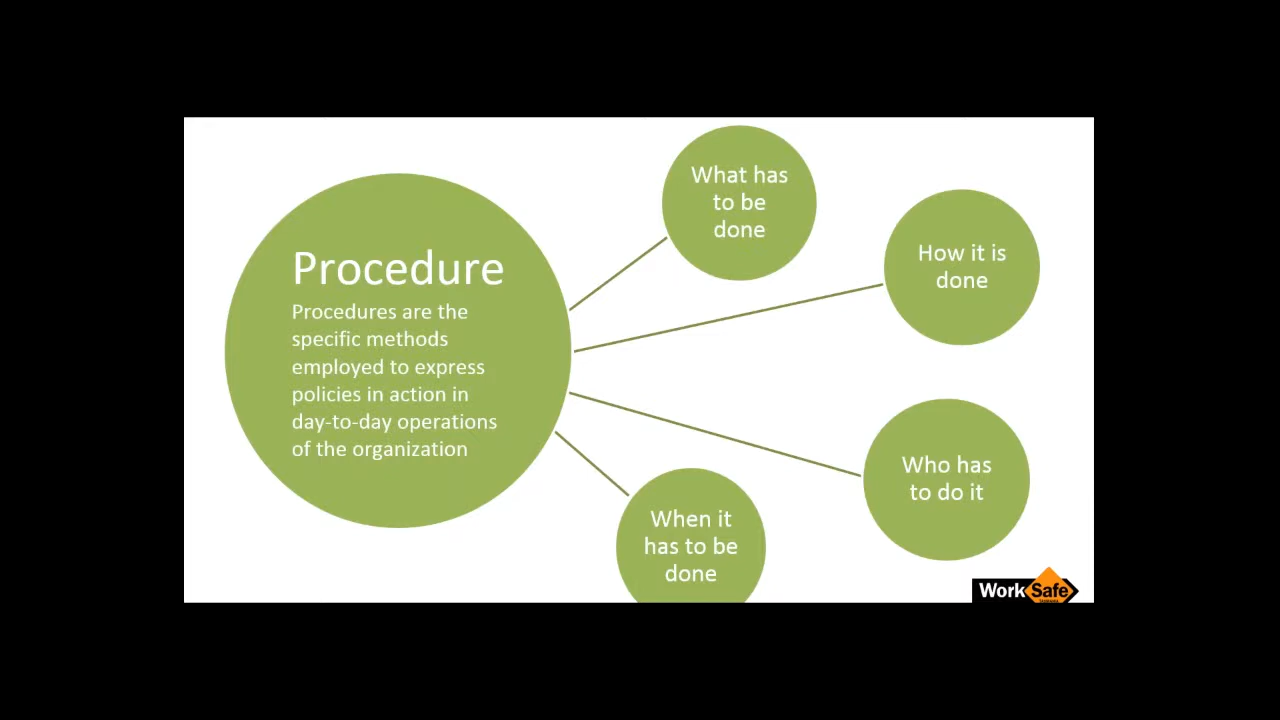 Procedure
Procedures are the
specific methods
employed to express
policies in action in
day-to-day operations
of the organization
What has
to be
done
How it is
done
Who has
to do it
When it
has to be
done
WorkSafe